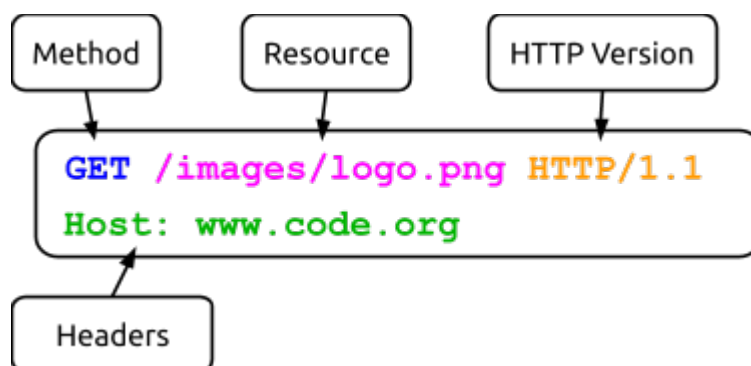 Method
Resource
HTTP Version
GET /images/logo.png HTTP/1.1
Host: www.code.org
Headers